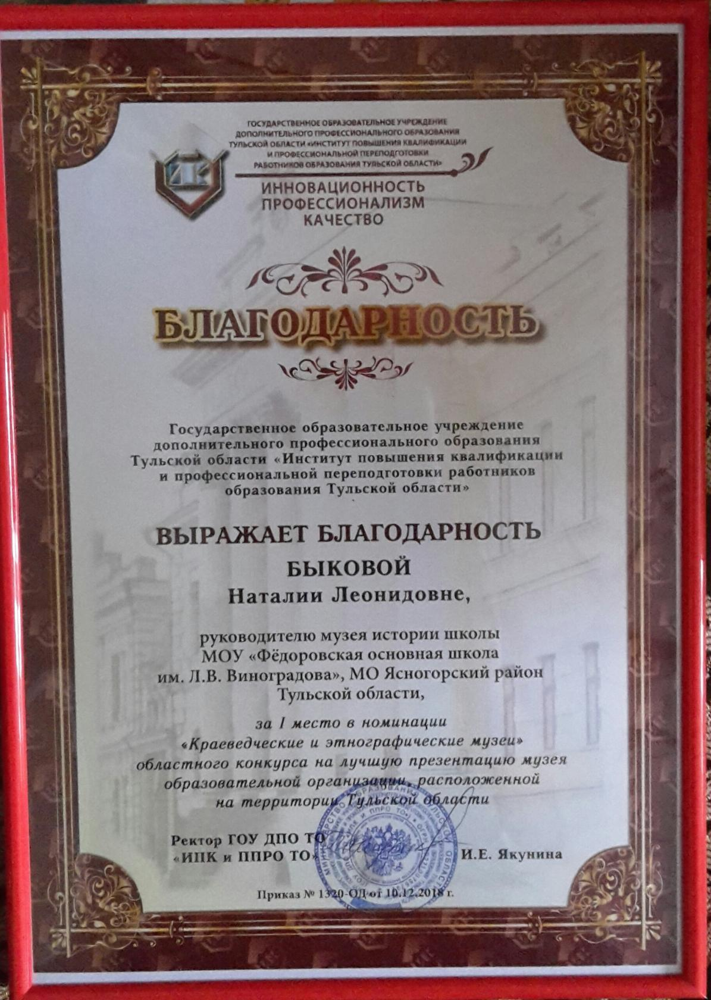 ГОСУДАРСТВЕННОЕ ОБРАЗОВАТЕЛЬНОЕ УЧРЕЖДЕНИЕ
ДОПОЛНИТЕЛЬНОГО ПРОФЕССИОНАЛЬНОГО ОБРАЗОВАНИЯ
ТУЛЬСКОЙ ОБЛАСТИ «ИНСТИТУТ ПОВЫШЕНИЯ КВАЛИФИКАЦИИ
И ПРОФЕССИОНАЛЬНОЙ ПЕРЕПОДГОТОВКИ
РАБОТНИКОВ ОБРАЗОВАНИЯ ТУЛЬСКОЙ ОБЛАСТИ»
ИННОВАЦИОННОСТЬ
ПРОФЕССИОНАЛИЗМ
КАЧЕСТВО
БЛАГОДАРНОСТЬ
Государственное образовательное учреждение
дополнительного профессионального образования
Тульской области «Институт повышения квалификации
и профессиональной переподготовки работников
образования Тульской области»
ВЫРАЖАЕТ БЛАГОДАРНОСТЬ
БЫКОВОЙ
Наталии Леонидовне,
руководителю музея истории школы
МОУ «Фёдоровская основная школа
им. Л.В. Виноградова», МО Ясногорский район
Тульской области,
за I место в номинации
«Краеведческие и этнографические музеи»
областного конкурса на лучшую презентацию музея
образовательной организации, расположенной
на территории Тульской области
Ректор ГОУ ДПО ТО
«ИПК и ППРО ТО»
И.Е. Якунина
Приказ № 1320-ОД от 10.12.2018 г.